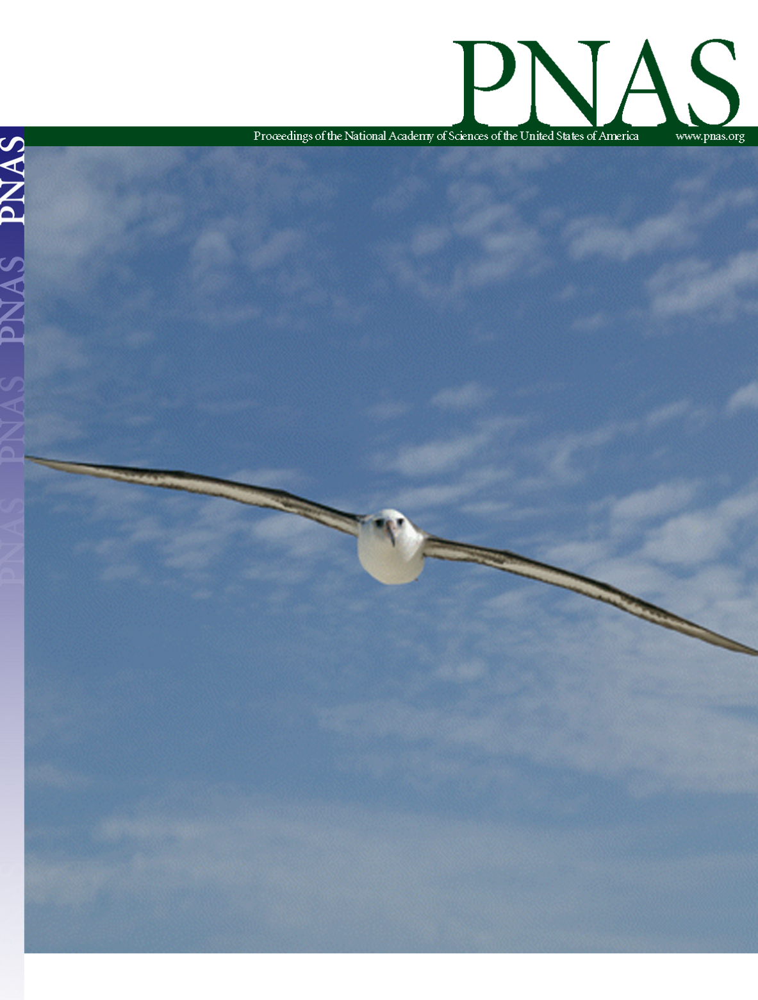 PNAS
Proceedings of the National Academy of Sciences of the United States of America www.pnas.org
PNAS
PNAS
PNAS
PNAS